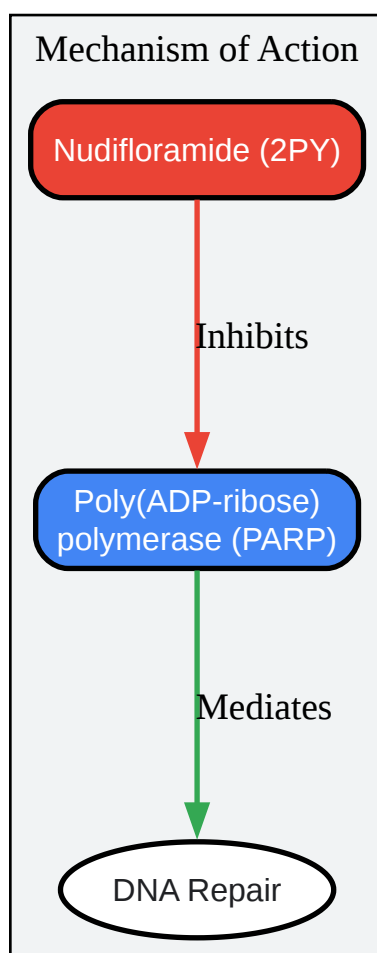 Mechanism of Action
Nudifloramide (2PY)
Inhibits
Poly(ADP-ribose)
polymerase (PARP)
Mediates
DNA Repair